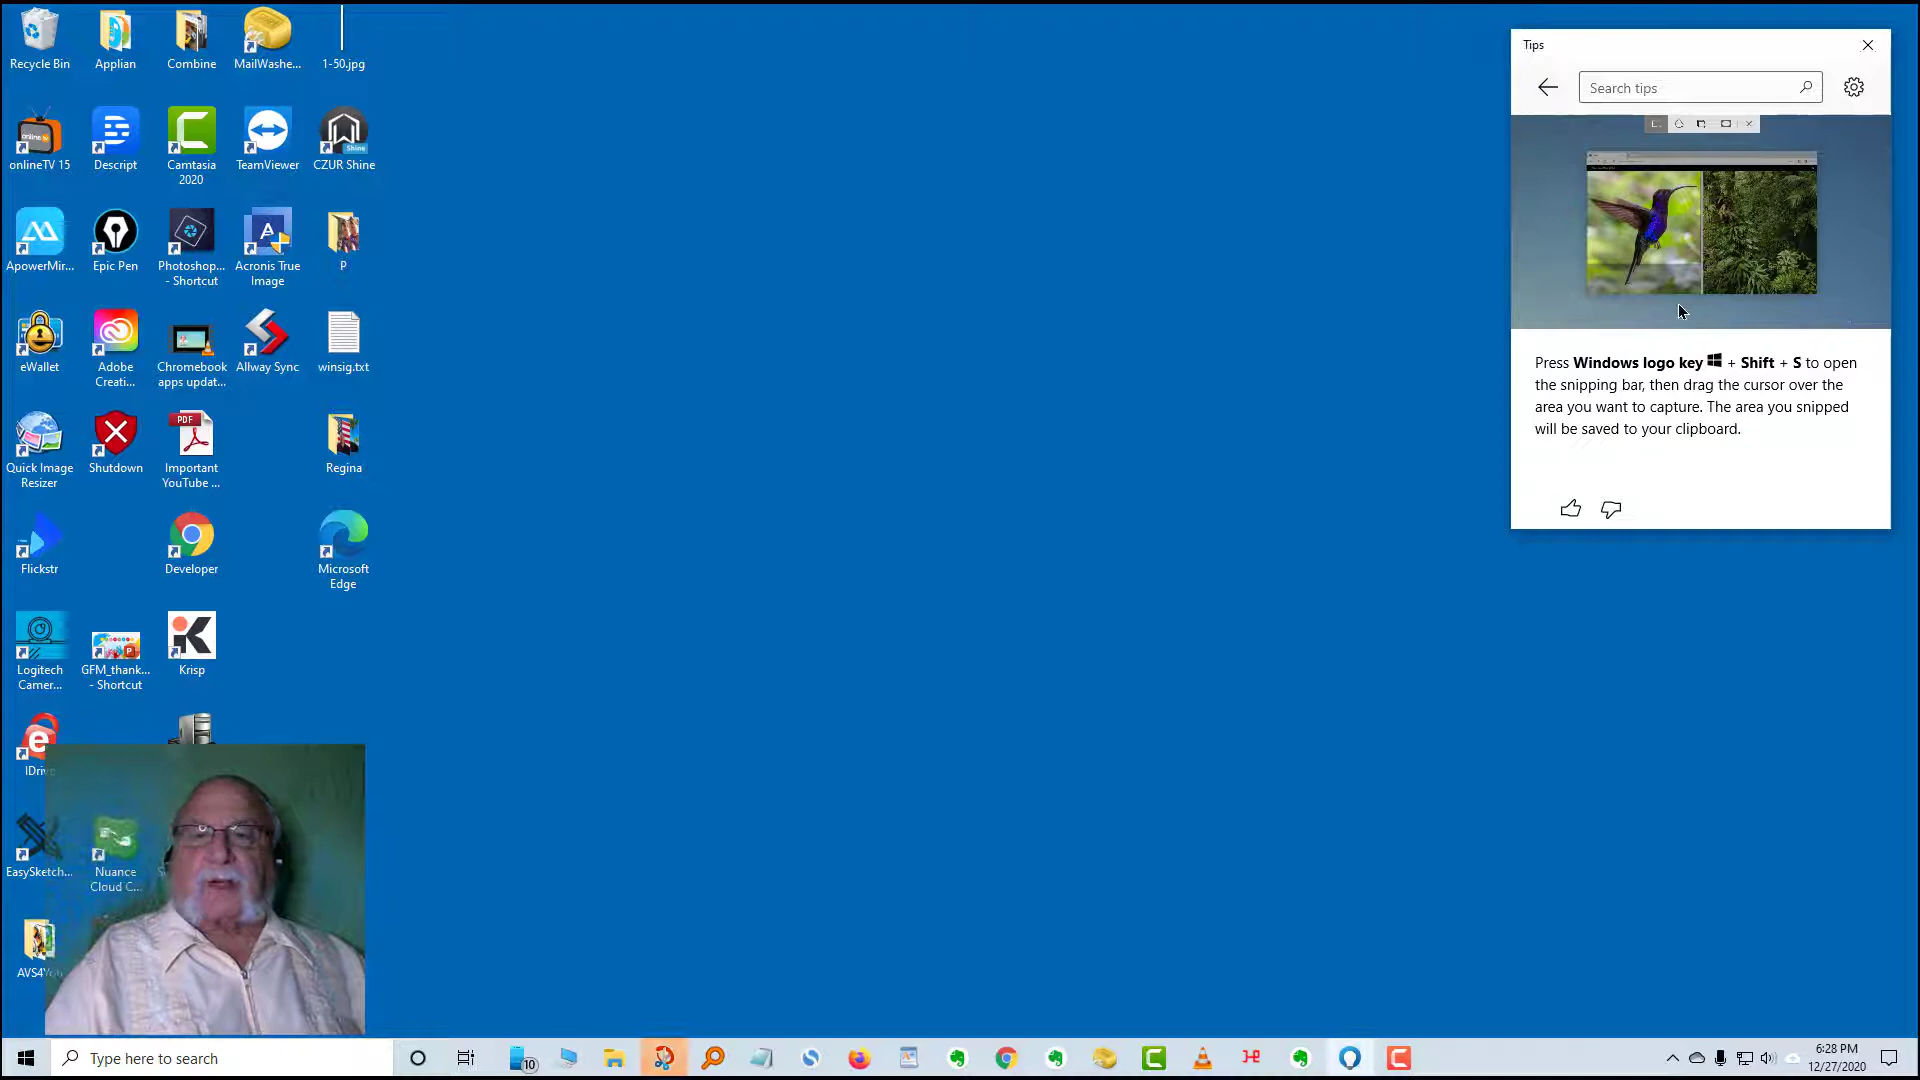 Recycle Bin
Applian
Combine
MailWashe...
1-50.jpg
onlineTV 15
Descript
Camtasia
2020
TeamViewer
CZUR Shine
Shine
ApowerMir...
Epic Pen
Photoshop...
- Shortcut
Acronis True
Image
P
eWallet
Adobe
Creati...
Chromebook
apps updat...
Allway Sync
winsig.txt
Quick Image
Resizer
Shutdown
PDF
Important
YouTube ...
Regina
Flickstr
Developer
Microsoft
Edge
Logitech
Camer...
GFM_thank...
- Shortcut
Krisp
EasySketch...
Nuance
Cloud C...
Tips
Search tips
Press Windows logo key + Shift + S to open
the snipping bar, then drag the cursor over the
area you want to capture. The area you snipped
will be saved to your clipboard.
Type here to search
10
6:28 PM
12/27/2020